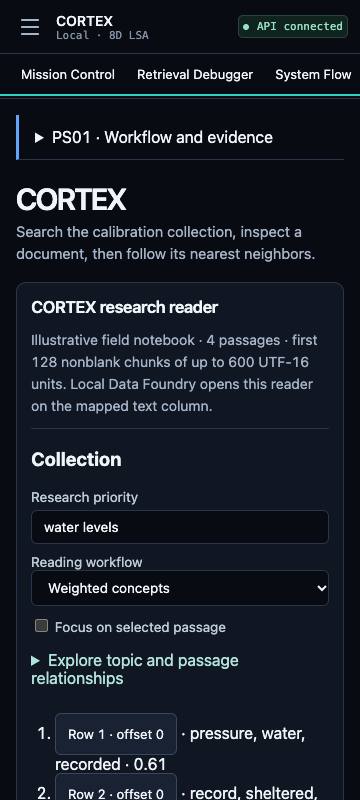 CORTEX
Local · 8D LSA
API connected
Mission Control Retrieval Debugger System Flow
PS01 · Workflow and evidence
CORTEX
Search the calibration collection, inspect a
document, then follow its nearest neighbors.
CORTEX research reader
Illustrative field notebook · 4 passages · first
128 nonblank chunks of up to 600 UTF-16
units. Local Data Foundry opens this reader
on the mapped text column.
Collection
Research priority
water levels
Reading workflow
Weighted concepts
Focus on selected passage
Explore topic and passage
relationships
1. Row 1 · offset 0 · pressure, water,
recorded · 0.61
2. Row 2 · offset 0 · record, sheltered,